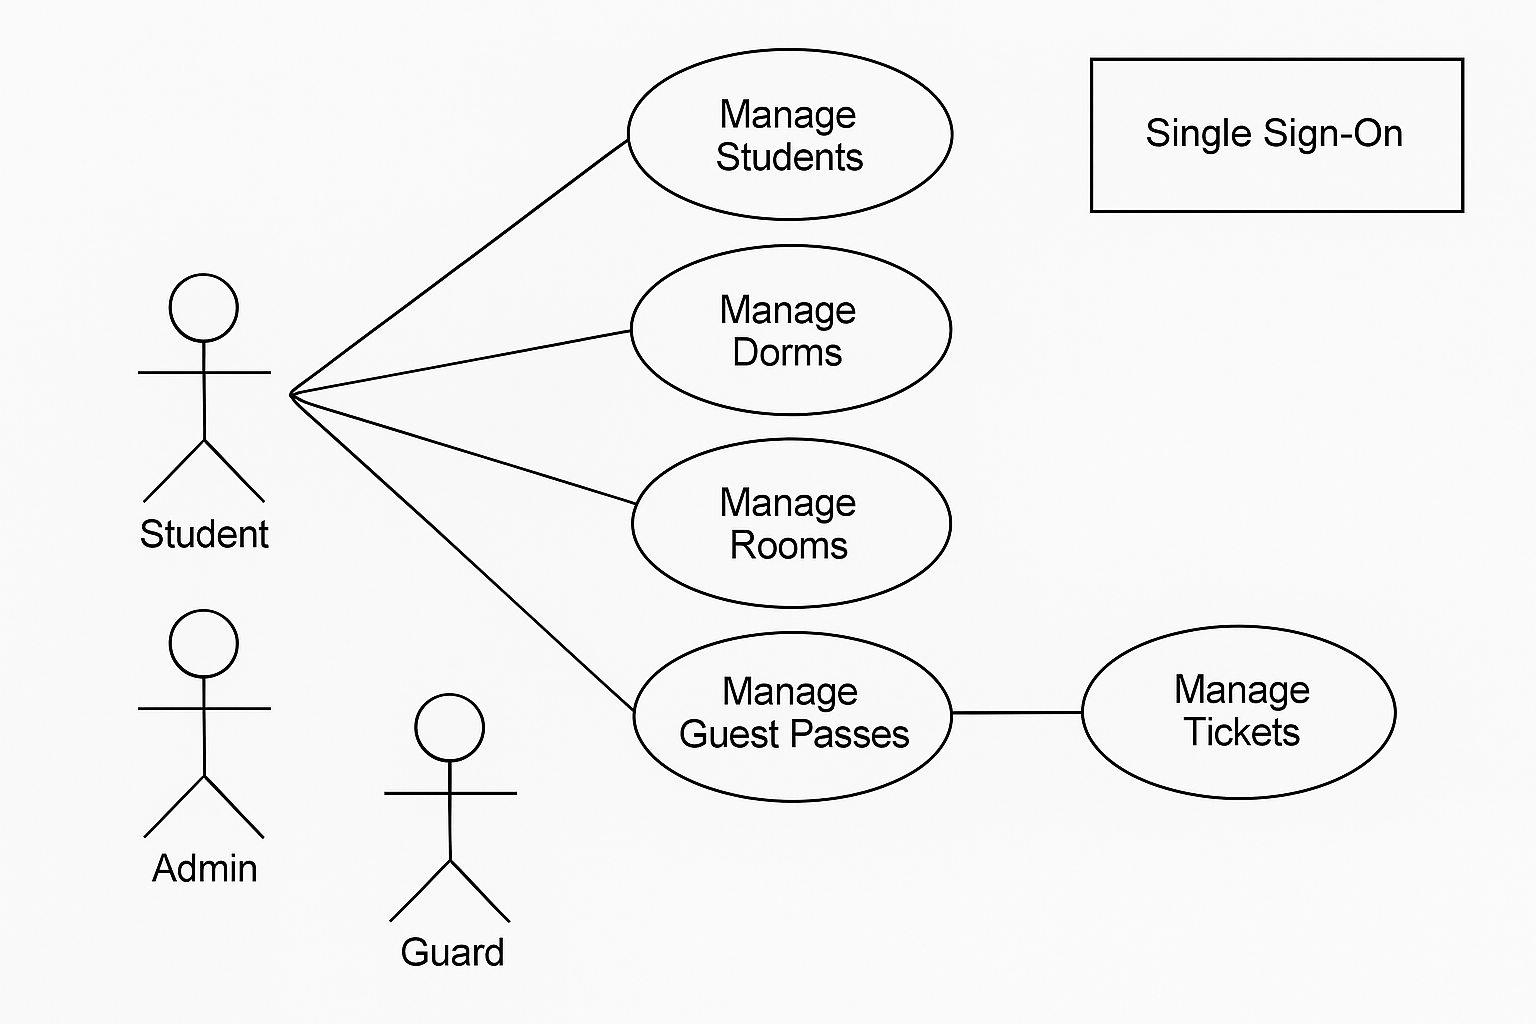 Manage
Students
Single Sign-On
Manage
Dorms
Manage
Rooms
Student
Manage
Guest Passes
Manage
Tickets
Admin
Guard